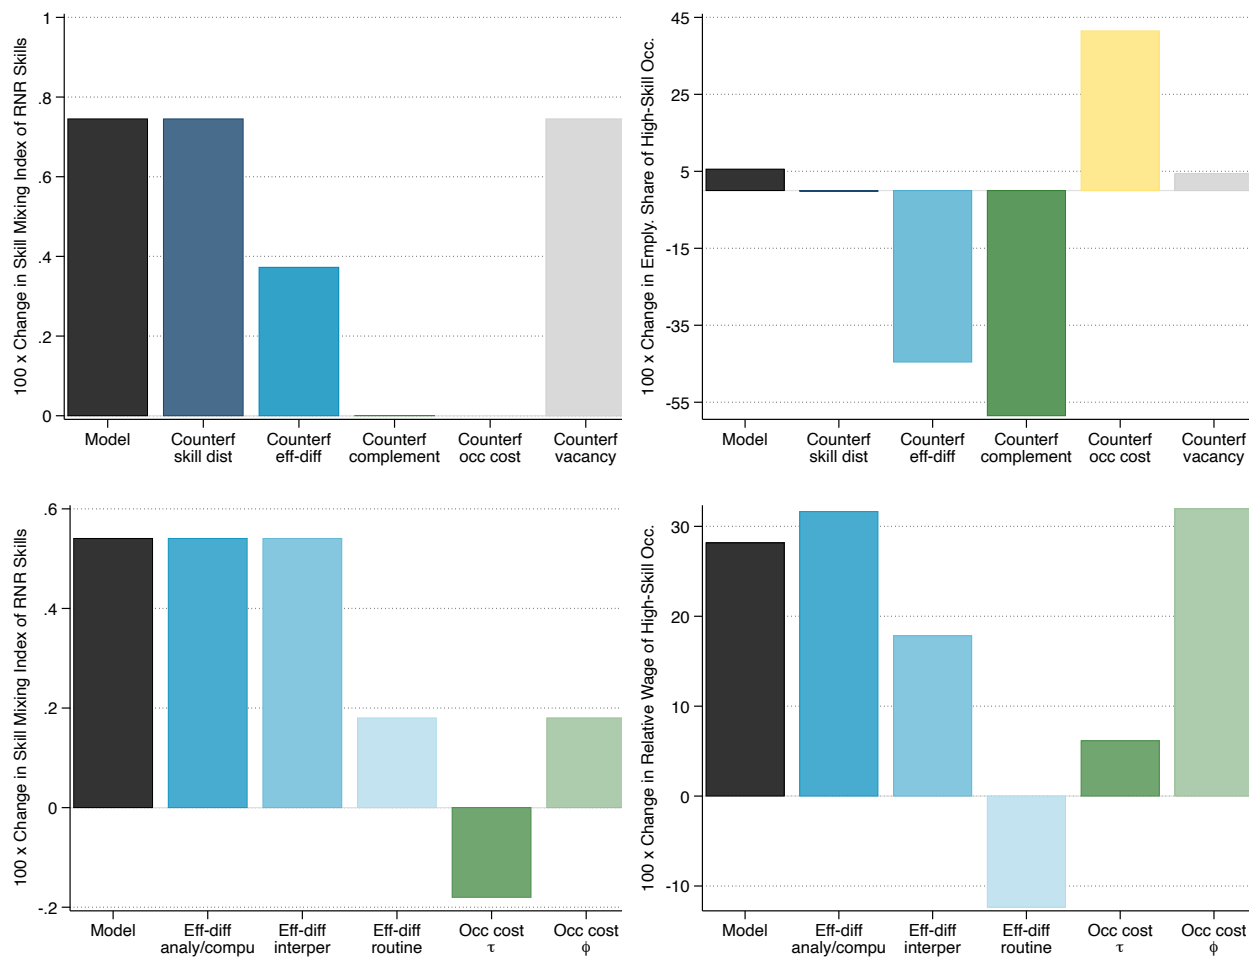 100 x Change in Skill Mixing Index of RNR Skills
1
.8
.6
.4
.2
0
Model
Counterf
skill dist
Counterf
eff-diff
Counterf
complement
Counterf
occ cost
Counterf
vacancy
100 x Change in Emply. Share of High-Skill Occ.
45
25
5
-15
-35
-55
Model
Counterf
skill dist
Counterf
eff-diff
Counterf
complement
Counterf
occ cost
Counterf
vacancy
100 x Change in Skill Mixing Index of RNR Skills
.6
.4
.2
0
-.2
Model
Eff-diff
analy/compu
Eff-diff
interper
Eff-diff
routine
Occ cost
τ
Occ cost
ϕ
100 x Change in Relative Wage of High-Skill Occ.
30
20
10
0
-10
Model
Eff-diff
analy/compu
Eff-diff
interper
Eff-diff
routine
Occ cost
τ
Occ cost
ϕ